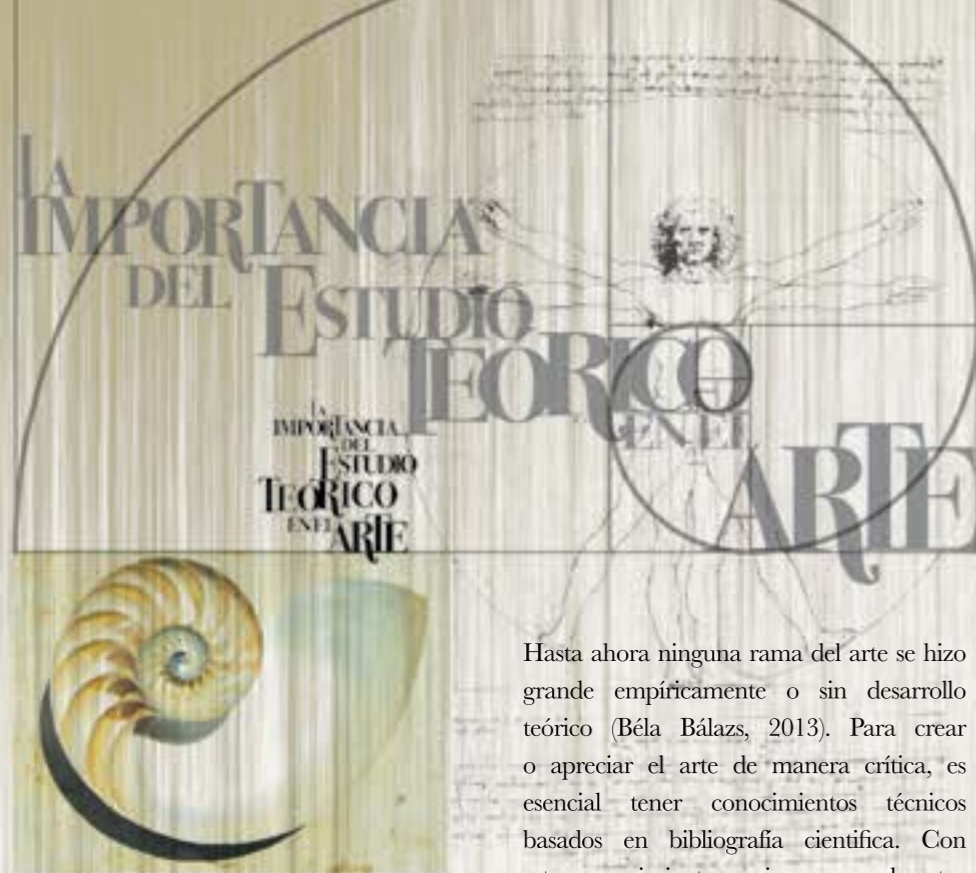 LA
IMPORTANCIA
DEL ESTUDIO
TEÓRICO
EN EL
ARTE
LA
IMPORTANCIA
DEL
ESTUDIO
TEÓRICO
EN EL
ARTE
Hasta ahora ninguna rama del arte se hizo
grande empíricamente o sin desarrollo
teórico (Béla Bálazs, 2013). Para crear
o apreciar el arte de manera crítica, es
esencial tener conocimientos técnicos
basados en bibliografía cientifica. Con